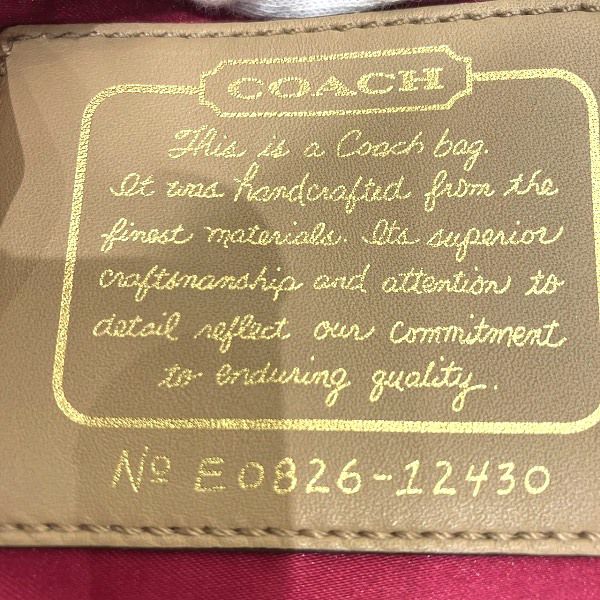 COACH
This is a Coach bag.
It was handcrafted from the
finest materials. Its superior
craftsmanship and attention to
detail reflect our commitment
to enduring quality.
No E0826-12430